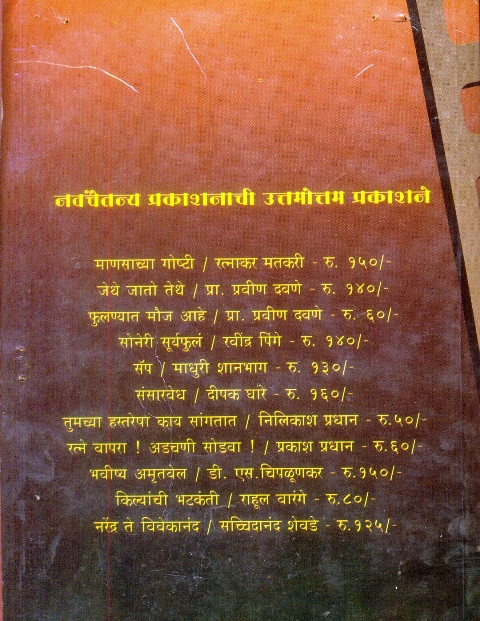 नवचैतन्य प्रकाशनाची उत्तमोत्तम प्रकाशने
माणसाच्या गोष्टी / रत्नाकर मतकरी - रु. १५०/-
जेथे जातो तेथे / प्रा. प्रवीण दवणे - रु. १४०/-
फुलण्यात मौज आहे / प्रा. प्रवीण दवणे - रु. ६०/-
सोनेरी सूर्यफुलं / रवींद्र पिंगे - रु. १४०/-
सॅप / माधुरी शानभाग - रु. १३०/-
संसारवेध / दीपक घारे - रु. १६०/-
तुमच्या हस्तरेषा काय सांगतात / निलिकाश प्रधान - रु.५०/-
रत्ने वापरा ! अडचणी सोडवा ! / प्रकाश प्रधान - रु.६०/-
भवीष्य अमृतवेल / डी. एस.चिपळूणकर - रु.१५०/-
किल्यांची भटकंती / राहूल वारंगे - रु.८०/-
नरेंद्र ते विवेकानंद / सच्चिदानंद शेवडे - रु.१२५/-